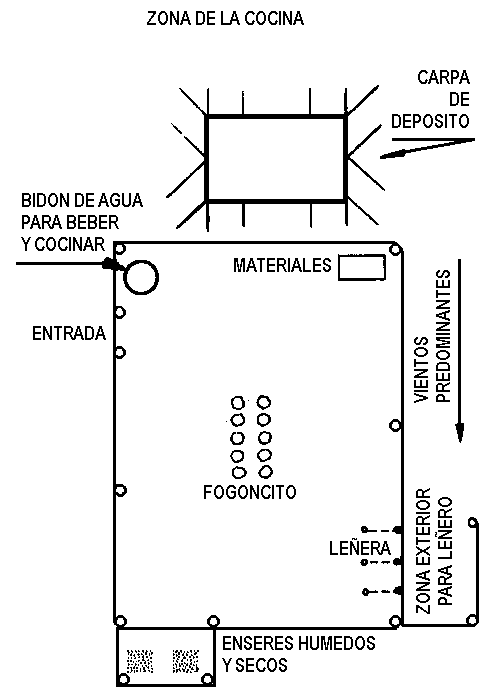 ZONA DE LA COCINA
CARPA
DE
DEPOSITO
BIDON DE AGUA
PARA BEBER
Y COCINAR
MATERIALES
ENTRADA
VIENTOS
PREDOMINANTES
FOGONCITO
LEÑERA
ZONA EXTERIOR
PARA LEÑERO
ENSERES HUMEDOS
Y SECOS